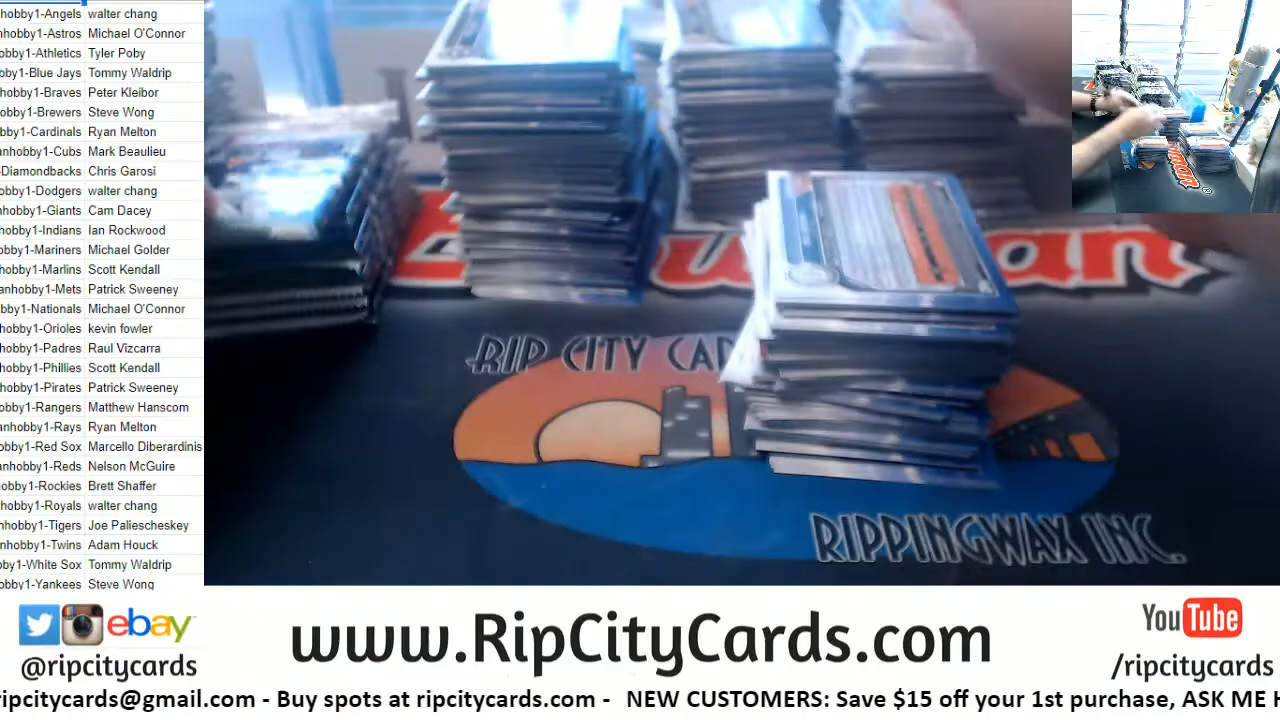 hobby1-Angels walter chang
nhobby1-Astros Michael O'Connor
obby1-Athletics Tyler Poby
bby1-Blue Jays Tommy Waldrip
hobby1-Braves Peter Kleibor
obby1-Brewers Steve Wong
bby1-Cardinals Ryan Melton
anhobby1-Cubs Mark Beaulieu
-Diamondbacks Chris Garosi
obby1-Dodgers walter chang
nhobby1-Giants Cam Dacey
hobby1-Indians Ian Rockwood
obby1-Mariners Michael Golder
hobby1-Marlins Scott Kendall
anhobby1-Mets Patrick Sweeney
bby1-Nationals Michael O'Connor
hobby1-Orioles kevin fowler
hobby1-Padres Raul Vizcarra
hobby1-Phillies Scott Kendall
hobby1-Pirates Patrick Sweeney
obby1-Rangers Matthew Hanscom
anhobby1-Rays Ryan Melton
obby1-Red Sox Marcello Diberardinis
anhobby1-Reds Nelson McGuire
obby1-Rockies Brett Shaffer
hobby1-Royals walter chang
nhobby1-Tigers Joe Paliescheskey
nhobby1-Twins Adam Houck
bby1-White Sox Tommy Waldrip
obby1-Yankees Steve Wong
RIP CITY CAR
RIPPINGWAX INC.
ebay
@ripcitycards
www.RipCityCards.com
YouTube
/ripcitycards
ripcitycards@gmail.com - Buy spots at ripcitycards.com - NEW CUSTOMERS: Save $15 off your 1st purchase, ASK ME H